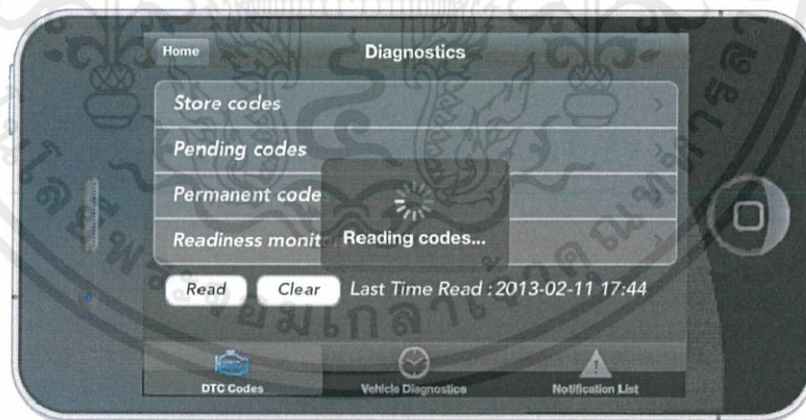 Home Diagnostics
Store codes
Pending codes
Permanent code
Readiness monit
Reading codes...
Read Clear Last Time Read : 2013-02-11 17:44
DTC Codes Vehicle Diagnostics Notification List